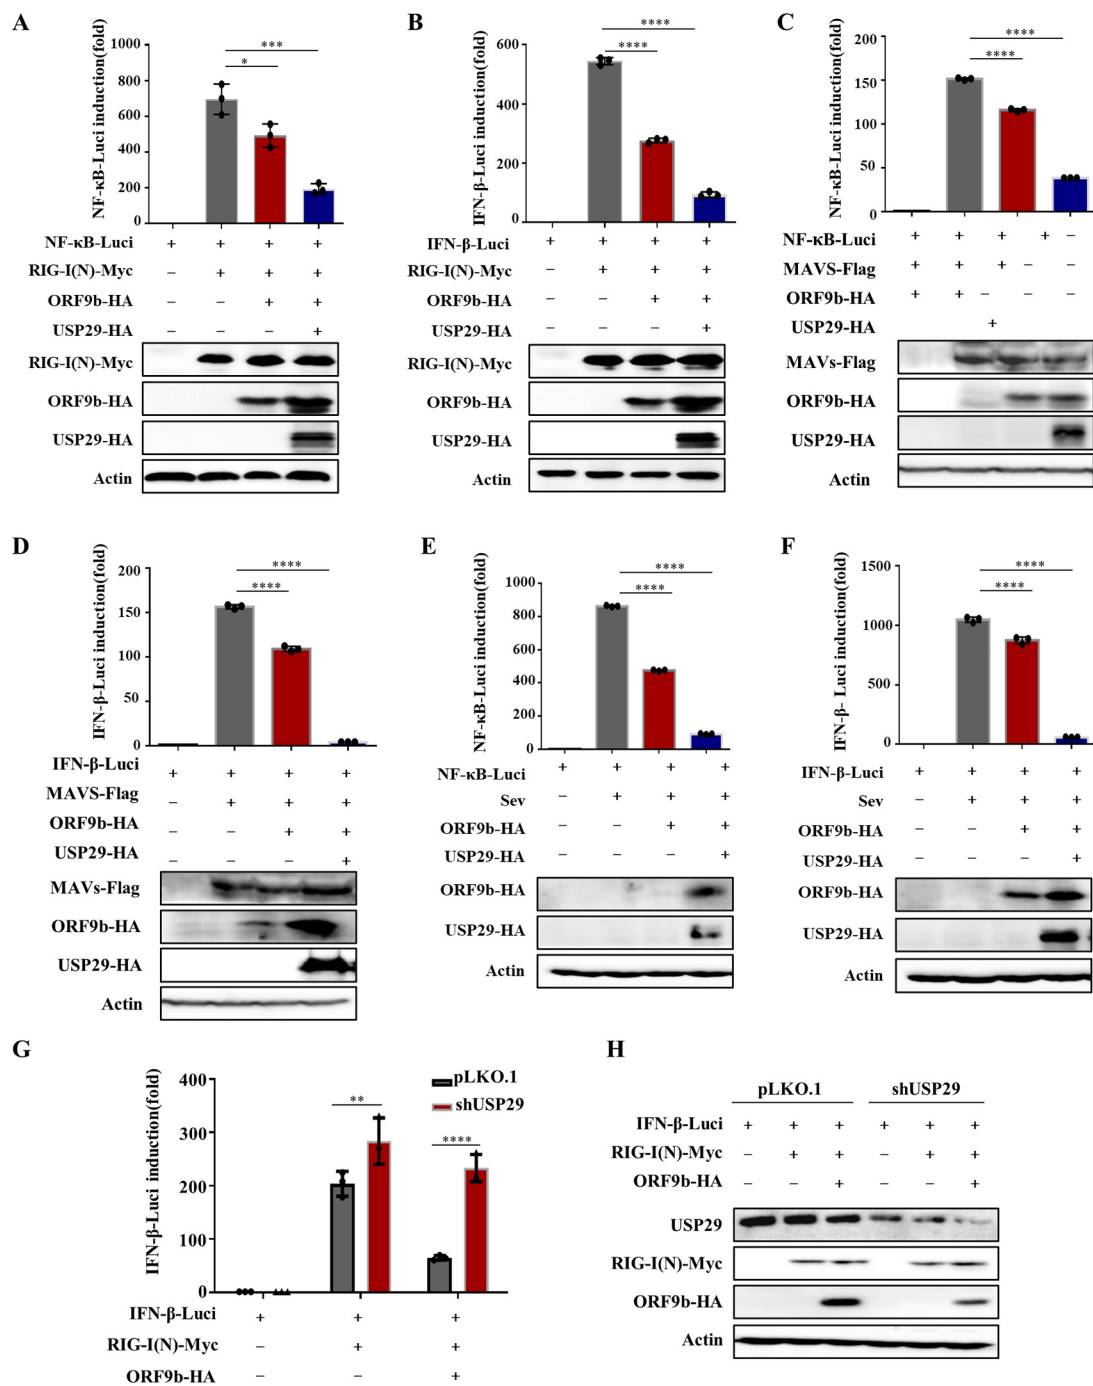 A
NF-κB-Luci induction(fold)
1000
800
600
400
200
0
***
*
NF-κB-Luci + + + +
RIG-I(N)-Myc – + + +
ORF9b-HA – – + +
USP29-HA – – – +
RIG-I(N)-Myc
ORF9b-HA
USP29-HA
Actin
B
IFN-β-Luci induction(fold)
600
400
200
0
****
****
IFN-β-Luci + + + +
RIG-I(N)-Myc – + + +
ORF9b-HA – – + +
USP29-HA – – – +
RIG-I(N)-Myc
ORF9b-HA
USP29-HA
Actin
C
NF-κB-Luci induction(fold)
200
150
100
50
0
****
****
NF-κB-Luci + + + + –
MAVS-Flag + + + – –
ORF9b-HA + + – – –
USP29-HA +
MAVs-Flag
ORF9b-HA
USP29-HA
Actin
D
IFN-β-Luci induction(fold)
200
150
100
50
0
****
****
IFN-β-Luci + + + +
MAVS-Flag – + + +
ORF9b-HA – – + +
USP29-HA – – – +
MAVs-Flag
ORF9b-HA
USP29-HA
Actin
E
NF-κB-Luci induction(fold)
1000
800
600
400
200
0
****
****
NF-κB-Luci + + + +
Sev – + + +
ORF9b-HA – – + +
USP29-HA – – – +
ORF9b-HA
USP29-HA
Actin
F
IFN-β- Luci induction(fold)
1500
1000
500
0
****
****
IFN-β-Luci + + + +
Sev – + + +
ORF9b-HA – – + +
USP29-HA – – – +
ORF9b-HA
USP29-HA
Actin
G
IFN-β-Luci induction(fold)
400
300
200
100
0
pLKO.1
shUSP29
**
****
IFN-β-Luci + + +
RIG-I(N)-Myc – + +
ORF9b-HA – – +
H
pLKO.1 shUSP29
IFN-β-Luci + + + + + +
RIG-I(N)-Myc – + + – + +
ORF9b-HA – – + – – +
USP29
RIG-I(N)-Myc
ORF9b-HA
Actin